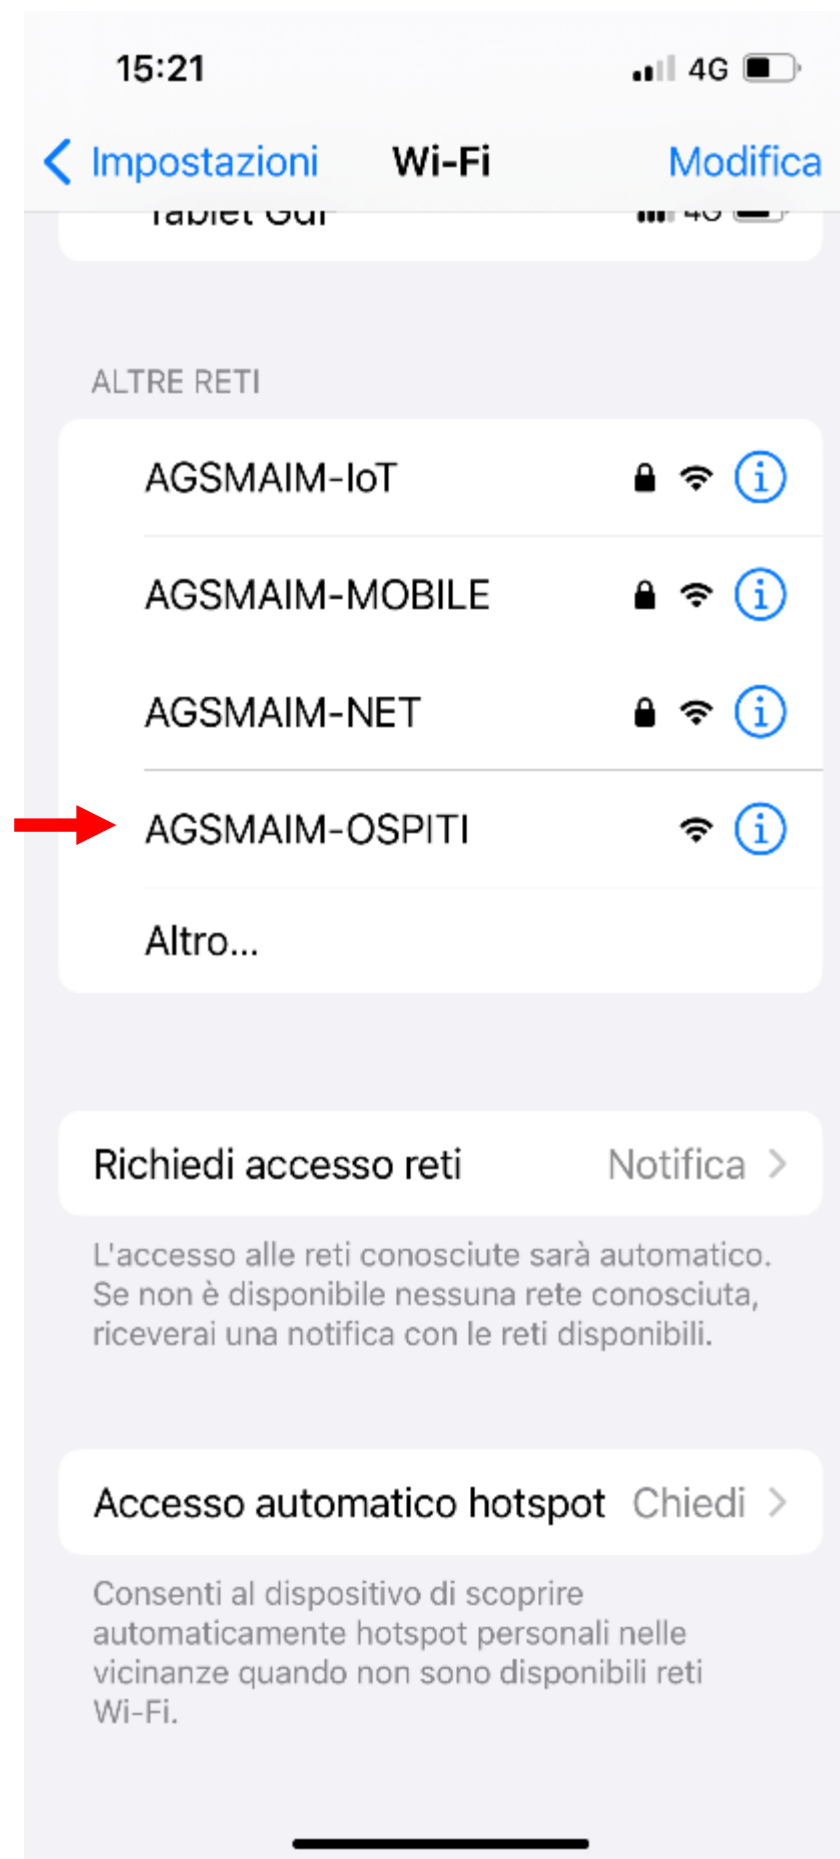 15:21
4G
Impostazioni
Wi-Fi
Modifica
Tablet GdF
4G
ALTRE RETI
AGSMAIM-IoT
AGSMAIM-MOBILE
AGSMAIM-NET
AGSMAIM-OSPITI
Altro...
Richiedi accesso reti
Notifica
L'accesso alle reti conosciute sarà automatico.
Se non è disponibile nessuna rete conosciuta,
riceverai una notifica con le reti disponibili.
Accesso automatico hotspot
Chiedi
Consenti al dispositivo di scoprire
automaticamente hotspot personali nelle
vicinanze quando non sono disponibili reti
Wi-Fi.